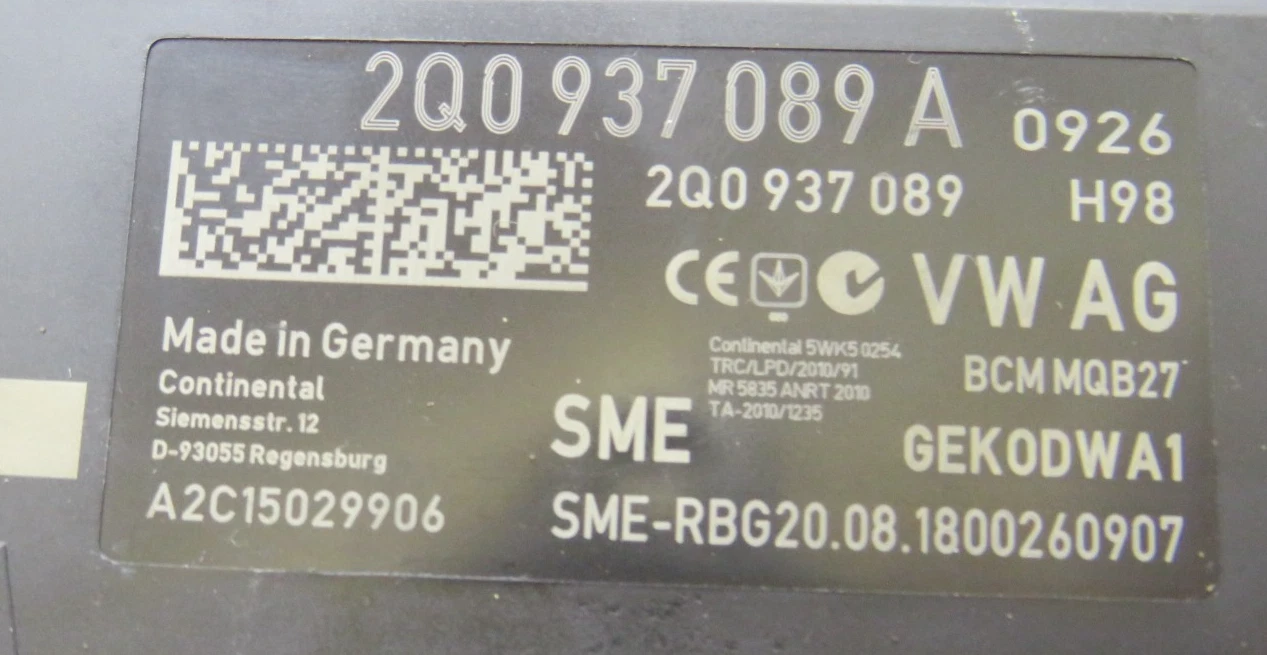 2Q0 937 089 A 0926
2Q0 937 089 H98
CE VW AG
Made in Germany
Continental
Siemensstr. 12
D-93055 Regensburg
A2C15029906
Continental 5WK5 0254
TRC/LPD/2010/91
MR 5835 ANRT 2010
TA-2010/1235
BCM MQB27
SME
GEKODWA1
SME-RBG20.08.1800260907